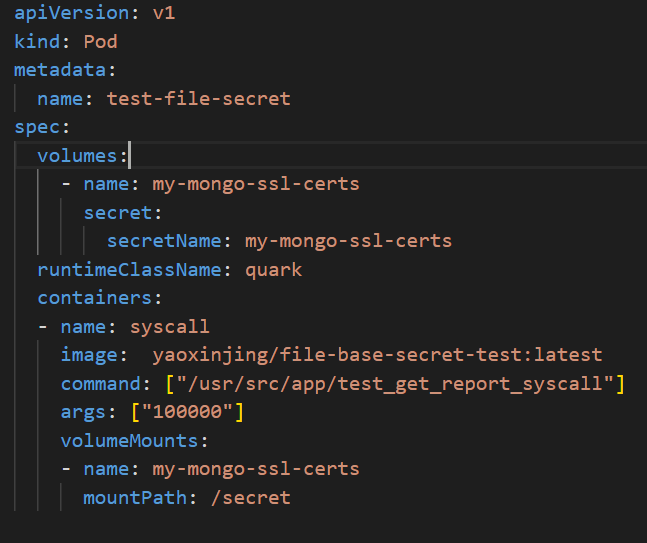 apiVersion: v1
kind: Pod
metadata:
  name: test-file-secret
spec:
  volumes:
    - name: my-mongo-ssl-certs
      secret:
        secretName: my-mongo-ssl-certs
  runtimeClassName: quark
  containers:
  - name: syscall
    image:  yaoxinjing/file-base-secret-test:latest
    command: ["/usr/src/app/test_get_report_syscall"]
    args: ["100000"]
    volumeMounts:
    - name: my-mongo-ssl-certs
      mountPath: /secret